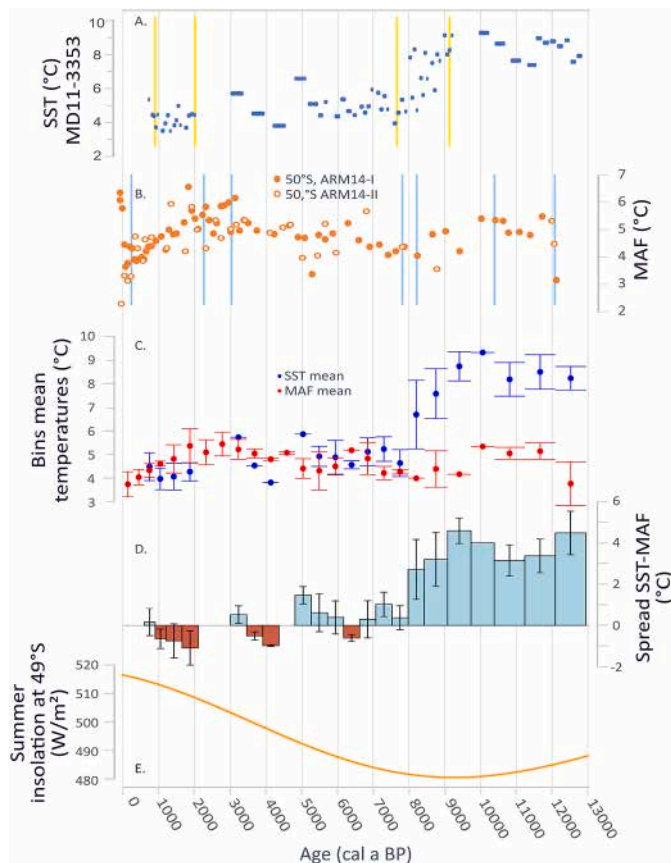 A.
SST (°C)
MD11-3353
10
8
6
4
2
B.
50°S, ARM14-I
50,°S ARM14-II
7
6
5
4
3
2
MAF (°C)
C.
Bins mean
temperatures (°C)
10
9
8
7
6
5
4
3
SST mean
MAF mean
D.
6
4
2
0
-2
Spread SST-MAF
(°C)
Summer
insolation at 49°S
(W/m²)
520
510
500
490
480
E.
0
1000
2000
3000
4000
5000
6000
7000
8000
9000
10000
11000
12000
13000
Age (cal a BP)